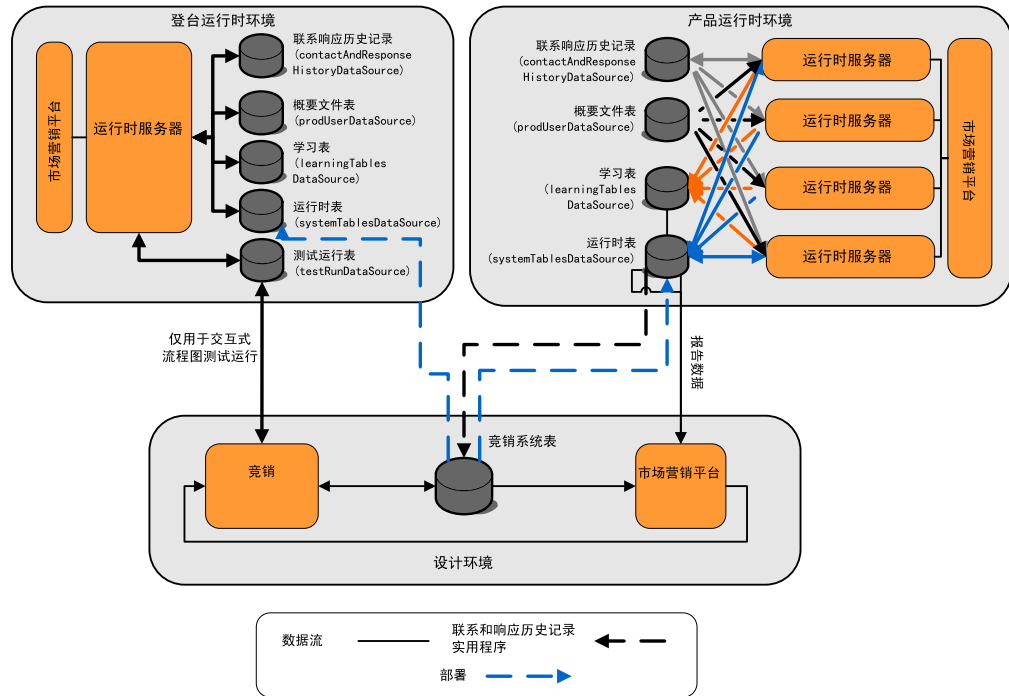 登台运行时环境
市场营销平台
运行时服务器
联系响应历史记录
(contactAndResponse
HistoryDataSource)
概要文件表
(prodUserDataSource)
学习表
(learningTables
DataSource)
运行时表
(systemTablesDataSource)
测试运行表
(testRunDataSource)
产品运行时环境
联系响应历史记录
(contactAndResponse
HistoryDataSource)
概要文件表
(prodUserDataSource)
学习表
(learningTables
DataSource)
运行时表
(systemTablesDataSource)
运行时服务器
运行时服务器
运行时服务器
运行时服务器
市场营销平台
仅用于交互式
流程图测试运行
报告数据
竞销
竞销系统表
市场营销平台
设计环境
数据流
联系和响应历史记录
实用程序
部署